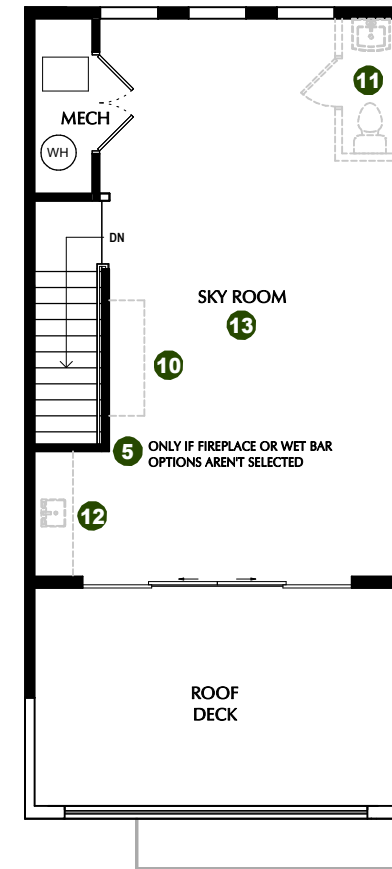 11
MECH
WH
DN
SKY ROOM
13
10
5 ONLY IF FIREPLACE OR WET BAR
OPTIONS AREN'T SELECTED
12
ROOF
DECK